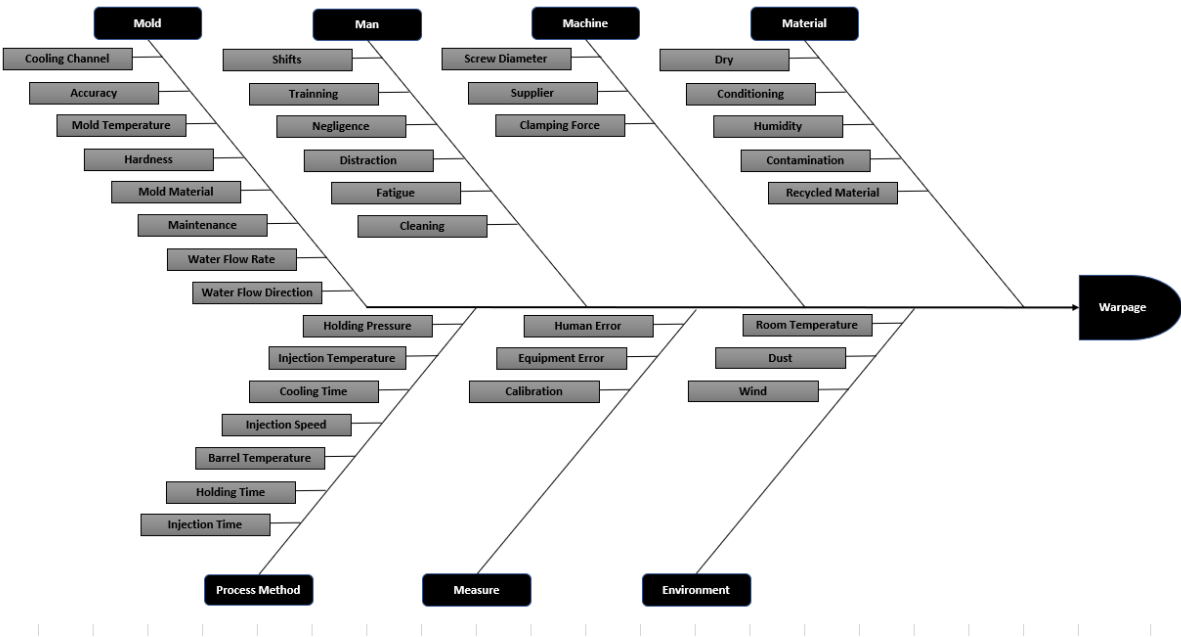 Mold
Man
Machine
Material
Cooling Channel
Accuracy
Mold Temperature
Hardness
Mold Material
Maintenance
Water Flow Rate
Water Flow Direction
Shifts
Trainning
Negligence
Distraction
Fatigue
Cleaning
Screw Diameter
Supplier
Clamping Force
Dry
Conditioning
Humidity
Contamination
Recycled Material
Warpage
Holding Pressure
Injection Temperature
Cooling Time
Injection Speed
Barrel Temperature
Holding Time
Injection Time
Human Error
Equipment Error
Calibration
Room Temperature
Dust
Wind
Process Method
Measure
Environment